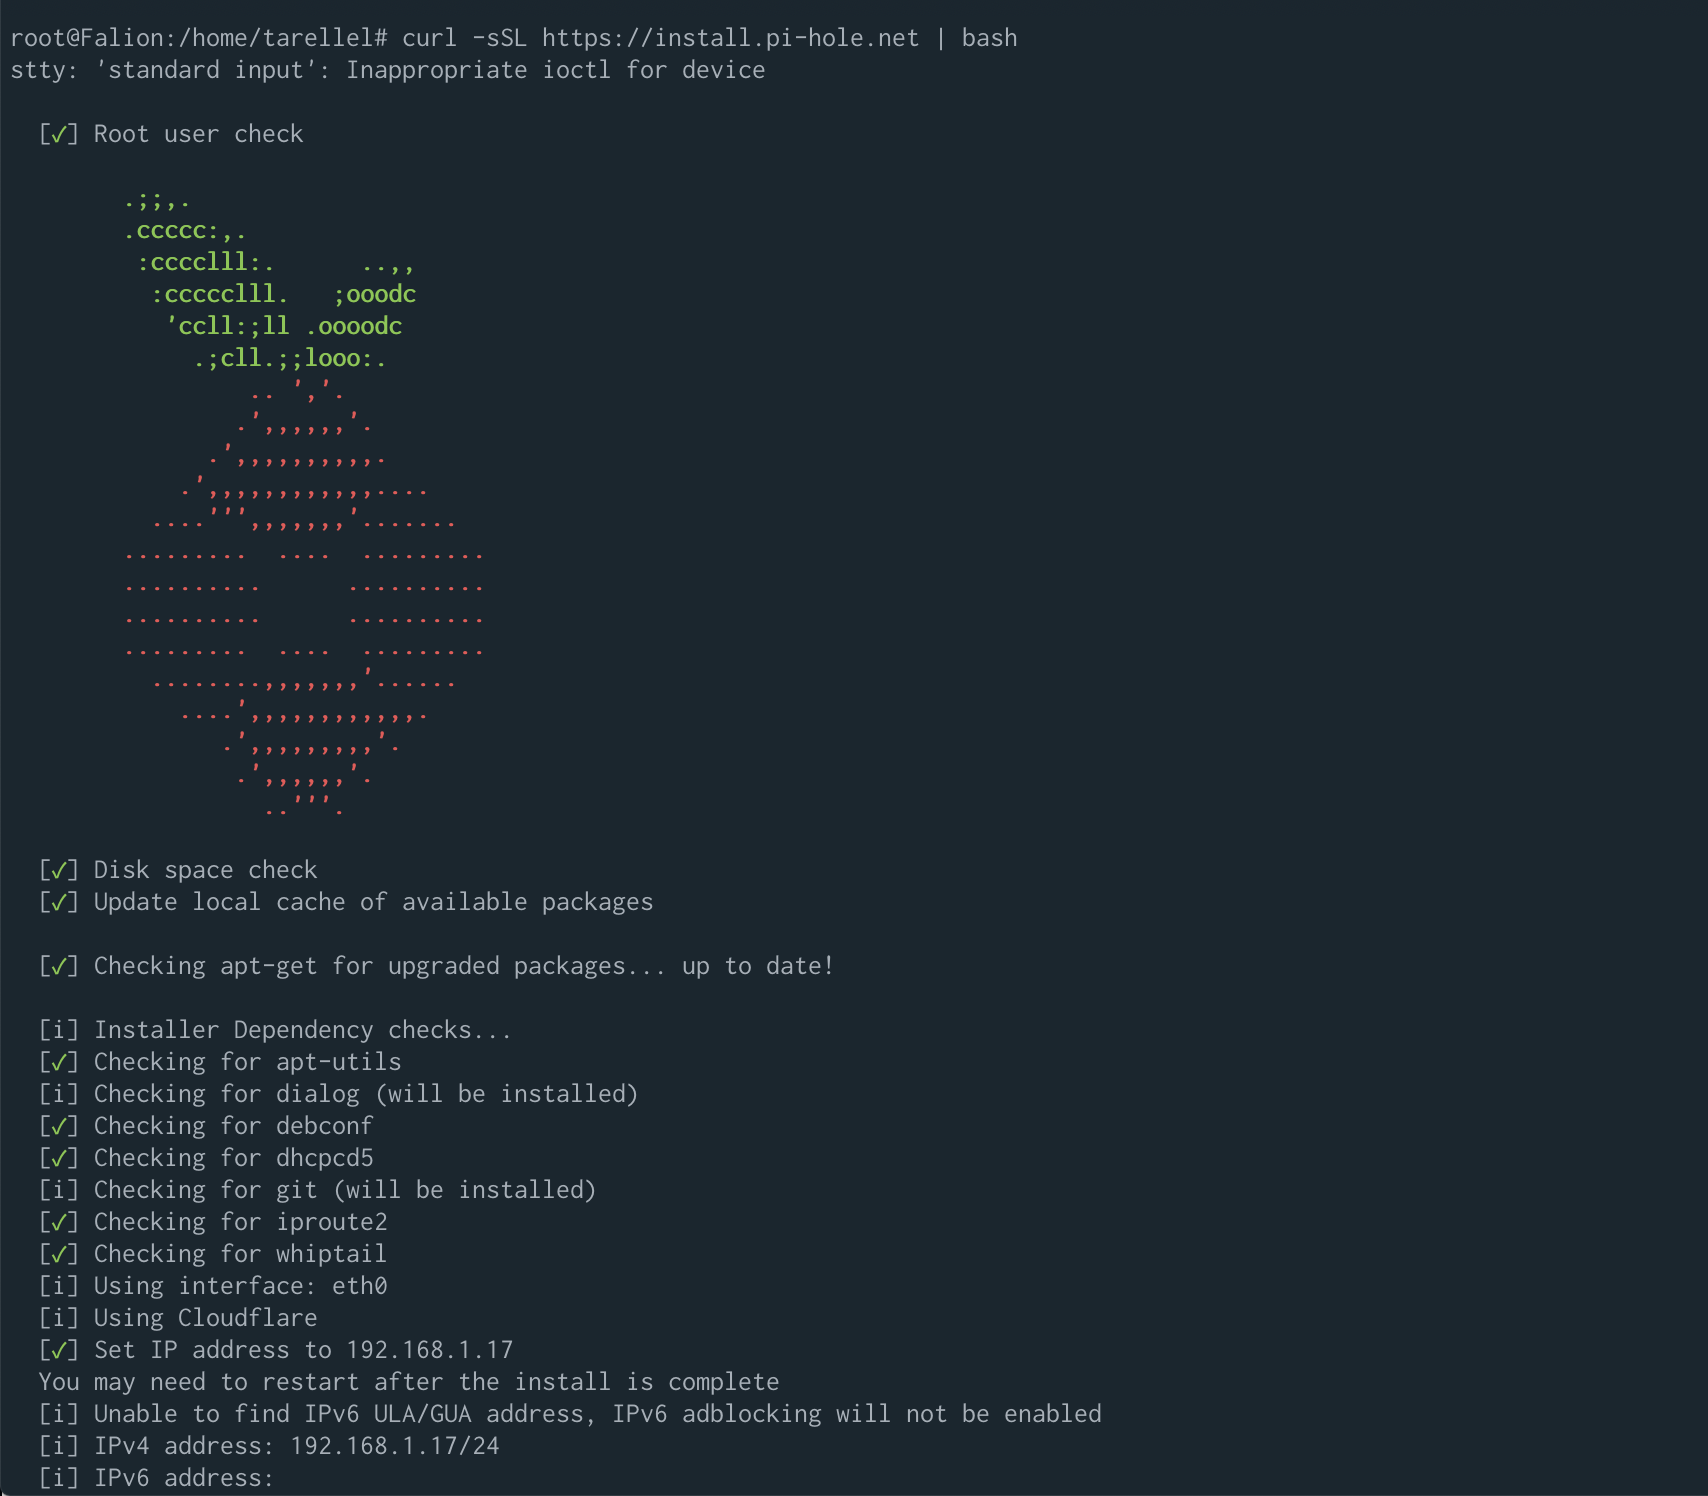 root@Falion:/home/tarellel# curl -sSL https://install.pi-hole.net | bash
stty: 'standard input': Inappropriate ioctl for device
[✓] Root user check
.;;,.
.ccccc:,.
:cccclll:.      ..,,
:ccccclll.   ;ooodc
'ccll:;ll .oooodc
.;cll.;;looo:.
.. ','.
.',,,,,,'.
.',,,,,,,,,,.
.',,,,,,,,,,,,....
....''',,,,,,,'.......
.........  ....  .........
..........      ..........
..........      ..........
.........  ....  .........
........,,,,,,,'......
....',,,,,,,,,,,,.
.',,,,,,,,,'.
.',,,,,,'.
..'''.
[✓] Disk space check
[✓] Update local cache of available packages
[✓] Checking apt-get for upgraded packages... up to date!
[i] Installer Dependency checks...
[✓] Checking for apt-utils
[i] Checking for dialog (will be installed)
[✓] Checking for debconf
[✓] Checking for dhcpcd5
[i] Checking for git (will be installed)
[✓] Checking for iproute2
[✓] Checking for whiptail
[i] Using interface: eth0
[i] Using Cloudflare
[✓] Set IP address to 192.168.1.17
You may need to restart after the install is complete
[i] Unable to find IPv6 ULA/GUA address, IPv6 adblocking will not be enabled
[i] IPv4 address: 192.168.1.17/24
[i] IPv6 address: